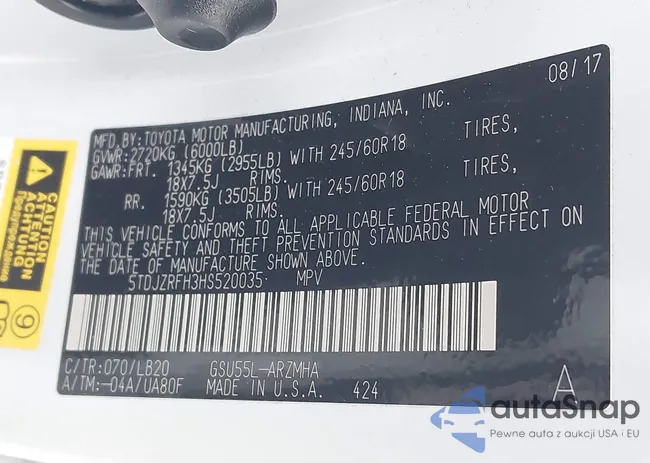 08/17
MFD.BY:TOYOTA MOTOR MANUFACTURING, INDIANA, INC.
GVWR:2720KG (6000LB)
GAWR:FRT. 1345KG (2955LB) WITH 245/60R18 TIRES,
18X7.5J RIMS.
RR. 1590KG (3505LB) WITH 245/60R18 TIRES,
18X7.5J RIMS.
THIS VEHICLE CONFORMS TO ALL APPLICABLE FEDERAL MOTOR
VEHICLE SAFETY AND THEFT PREVENTION STANDARDS IN EFFECT ON
THE DATE OF MANUFACTURE SHOWN ABOVE.
5TDJZRFH3HS520035 MPV
C/TR:070/LB20 GSU55L-ARZMHA
A/TM:-04A/UA80F MADE IN U.S.A. 424 A
CAUTION
ATTENTION
ACHTUNG
9
autaSnap
Pewne auta z aukcji USA i EU